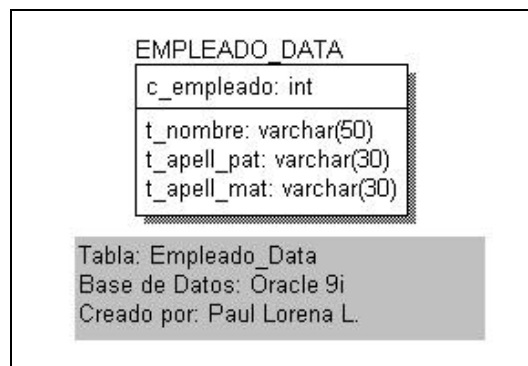 EMPLEADO_DATA
c_empleado: int
t_nombre: varchar(50)
t_apell_pat: varchar(30)
t_apell_mat: varchar(30)
Tabla: Empleado_Data
Base de Datos: Oracle 9i
Creado por: Paul Lorena L.